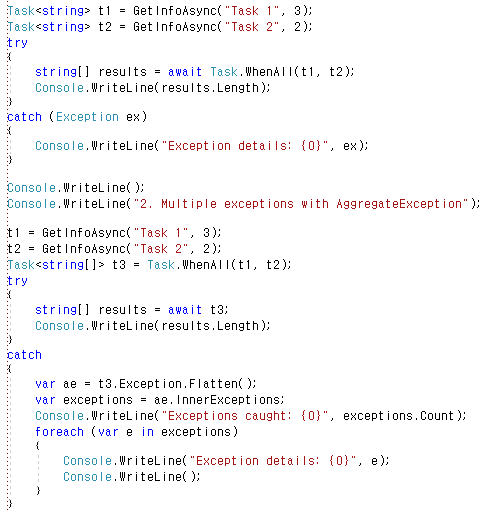 Task<string> t1 = GetInfoAsync("Task 1", 3);
Task<string> t2 = GetInfoAsync("Task 2", 2);
try
{
    string[] results = await Task.WhenAll(t1, t2);
    Console.WriteLine(results.Length);
}
catch (Exception ex)
{
    Console.WriteLine("Exception details: {0}", ex);
}

Console.WriteLine();
Console.WriteLine("2. Multiple exceptions with AggregateException");

t1 = GetInfoAsync("Task 1", 3);
t2 = GetInfoAsync("Task 2", 2);
Task<string[]> t3 = Task.WhenAll(t1, t2);
try
{
    string[] results = await t3;
    Console.WriteLine(results.Length);
}
catch
{
    var ae = t3.Exception.Flatten();
    var exceptions = ae.InnerExceptions;
    Console.WriteLine("Exceptions caught: {0}", exceptions.Count);
    foreach (var e in exceptions)
    {
        Console.WriteLine("Exception details: {0}", e);
        Console.WriteLine();
    }
}